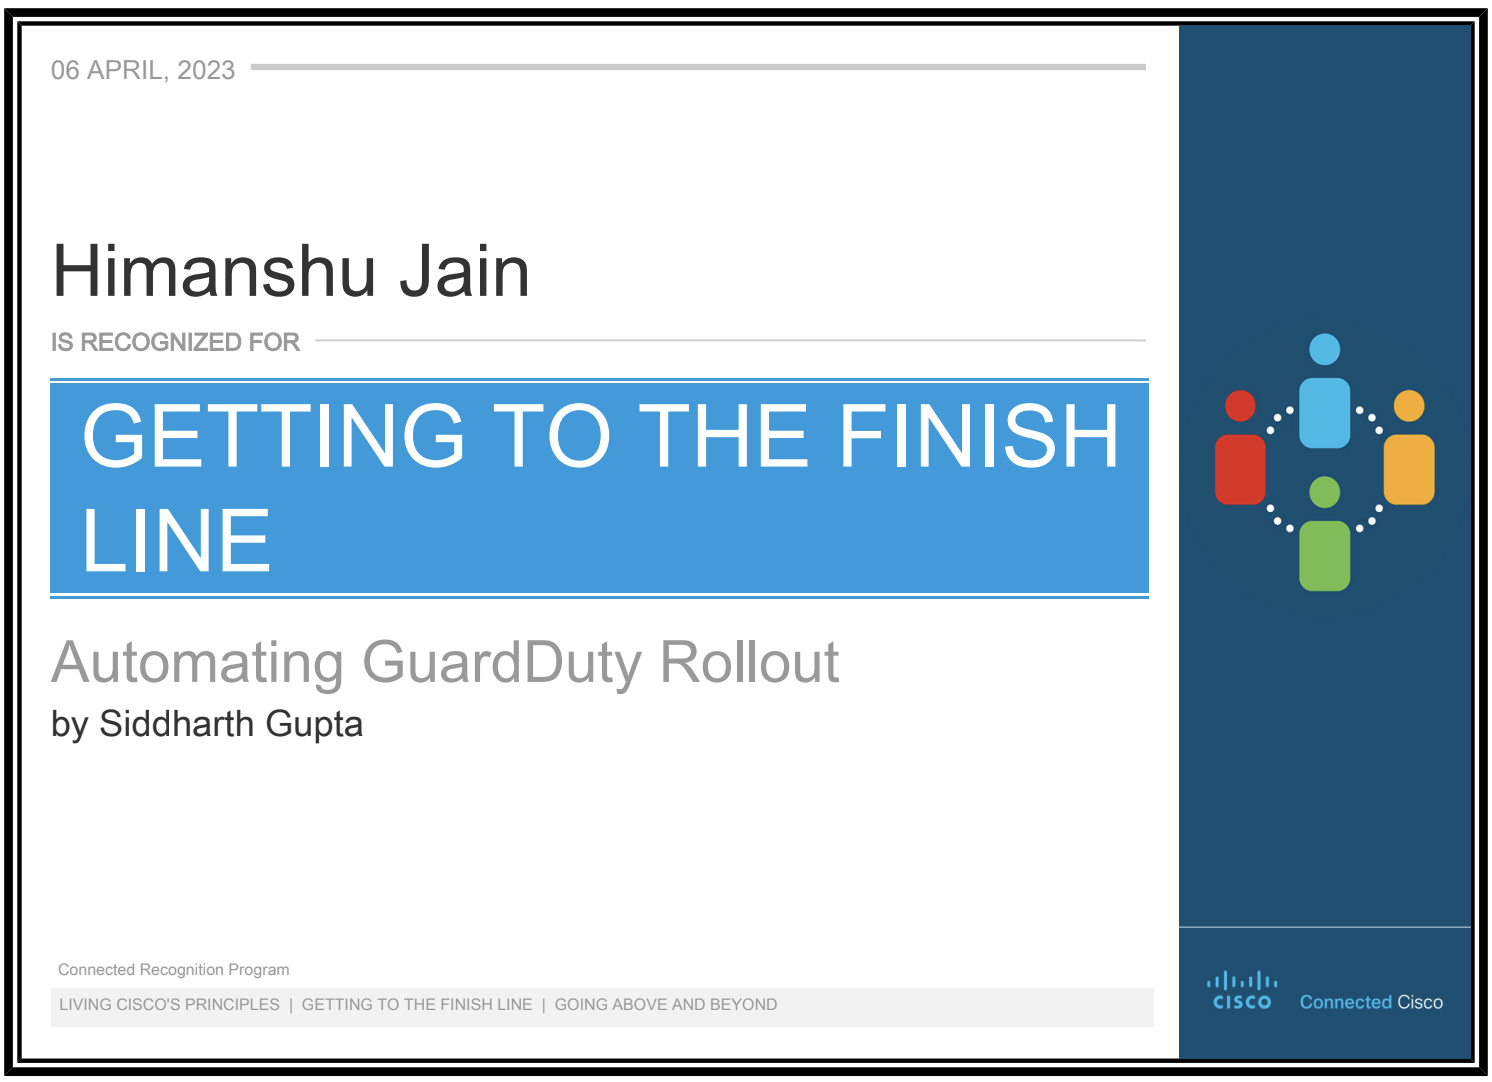 06 APRIL, 2023
Himanshu Jain
IS RECOGNIZED FOR
GETTING TO THE FINISH
LINE
Automating GuardDuty Rollout
by Siddharth Gupta
Connected Recognition Program
LIVING CISCO'S PRINCIPLES | GETTING TO THE FINISH LINE | GOING ABOVE AND BEYOND
CISCO Connected Cisco